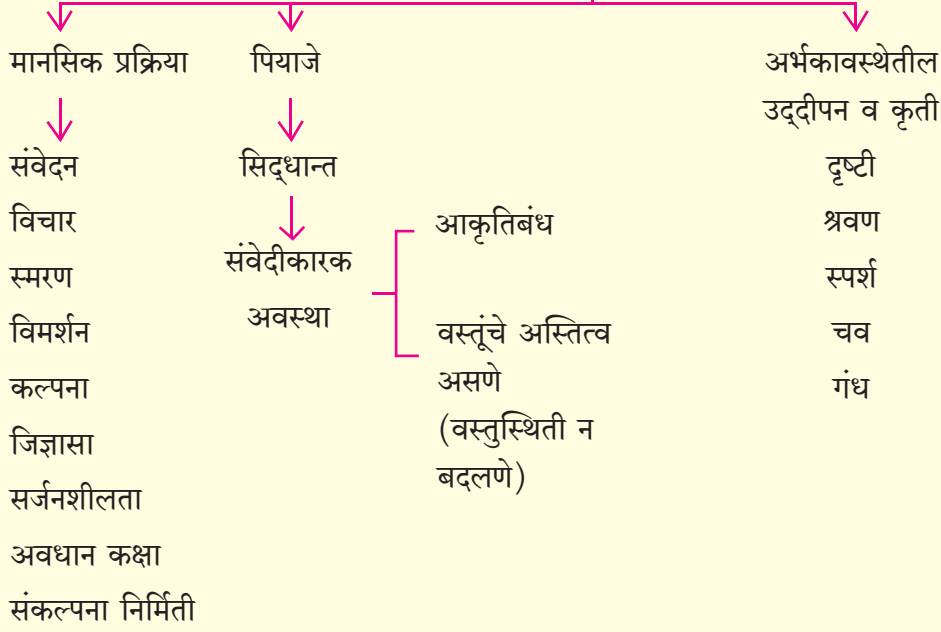 मानसिक प्रक्रिया
संवेदन
विचार
स्मरण
विमर्शन
कल्पना
जिज्ञासा
सर्जनशीलता
अवधान कक्षा
संकल्पना निर्मिती
पियाजे
सिद्धान्त
संवेदीकारक
अवस्था
आकृतिबंध
वस्तूंचे अस्तित्व
असणे
(वस्तुस्थिती न
बदलणे)
अर्भकावस्थेतील
उद्दीपन व कृती
दृष्टी
श्रवण
स्पर्श
चव
गंध